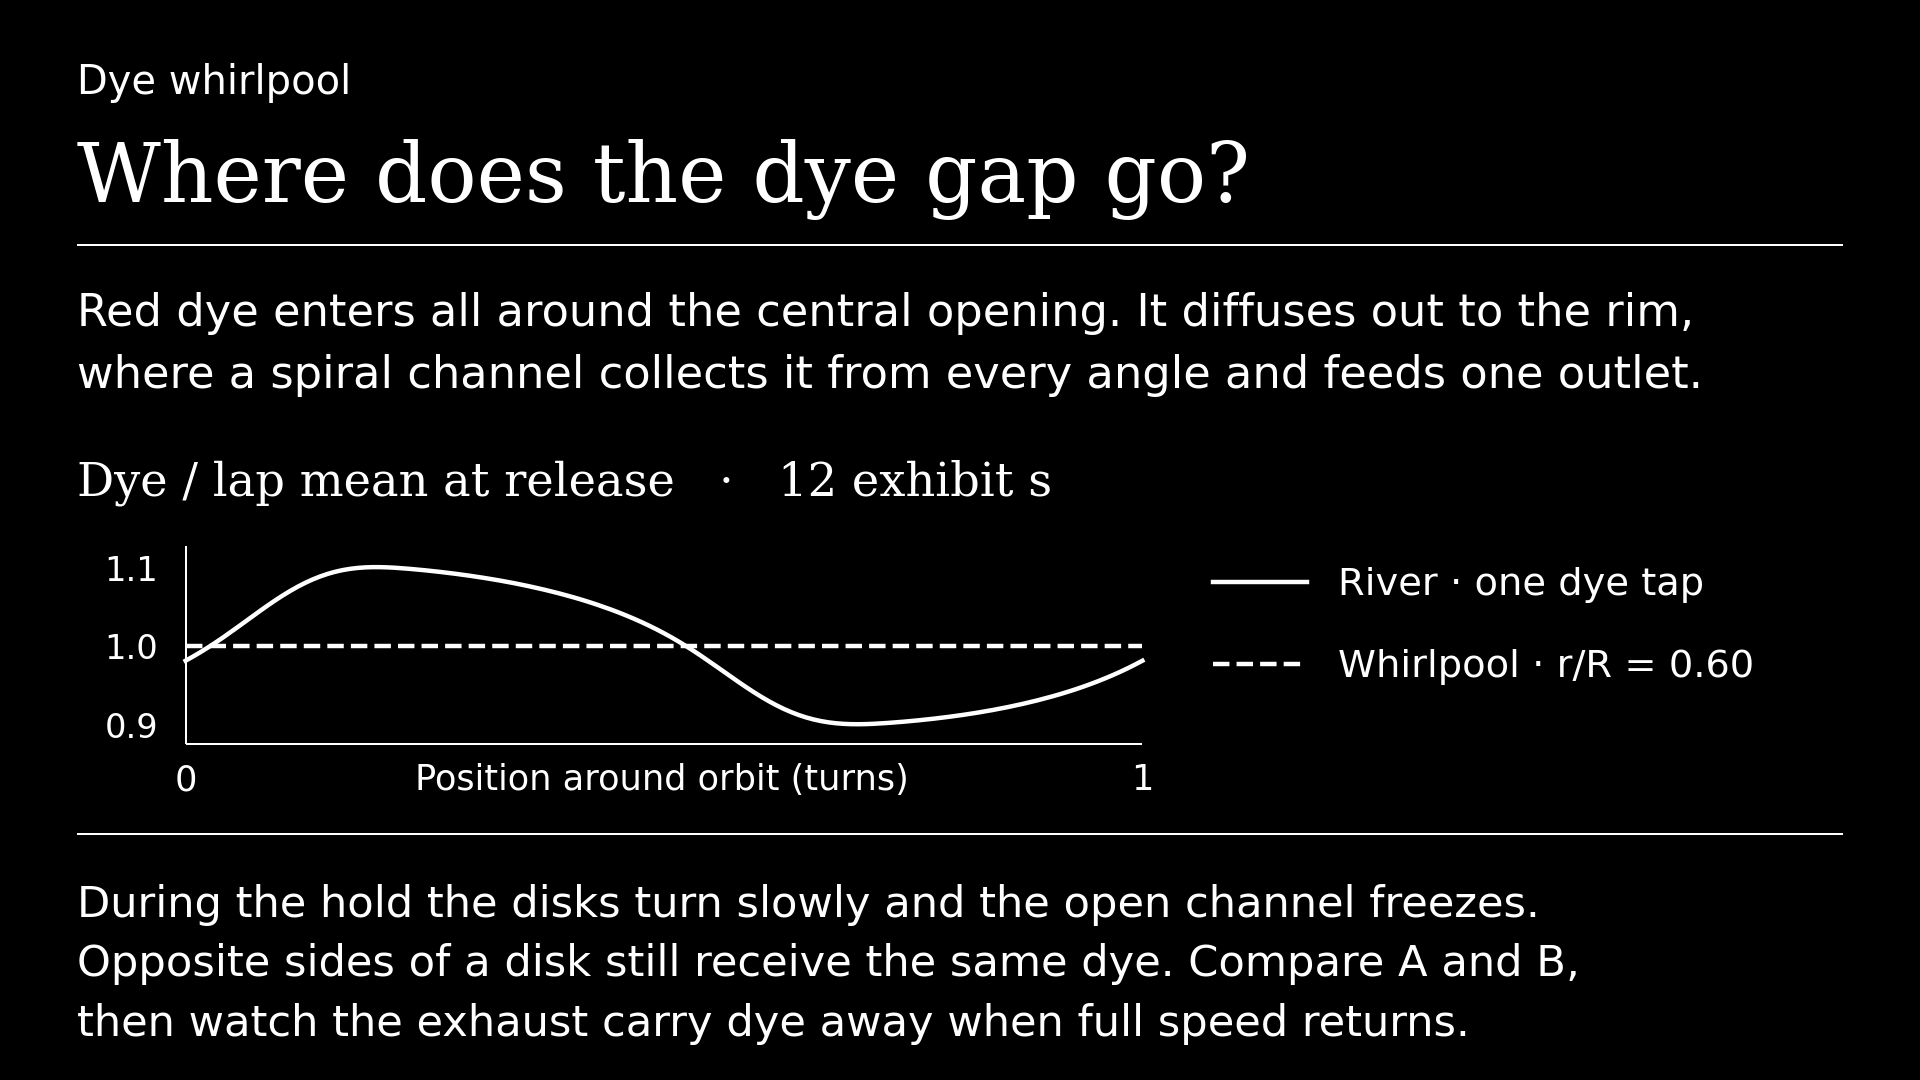 Dye whirlpool
Where does the dye gap go?
Red dye enters all around the central opening. It diffuses out to the rim,
where a spiral channel collects it from every angle and feeds one outlet.
Dye / lap mean at release · 12 exhibit s
1.1
1.0
0.9
0
Position around orbit (turns)
1
River · one dye tap
Whirlpool · r/R = 0.60
During the hold the disks turn slowly and the open channel freezes.
Opposite sides of a disk still receive the same dye. Compare A and B,
then watch the exhaust carry dye away when full speed returns.